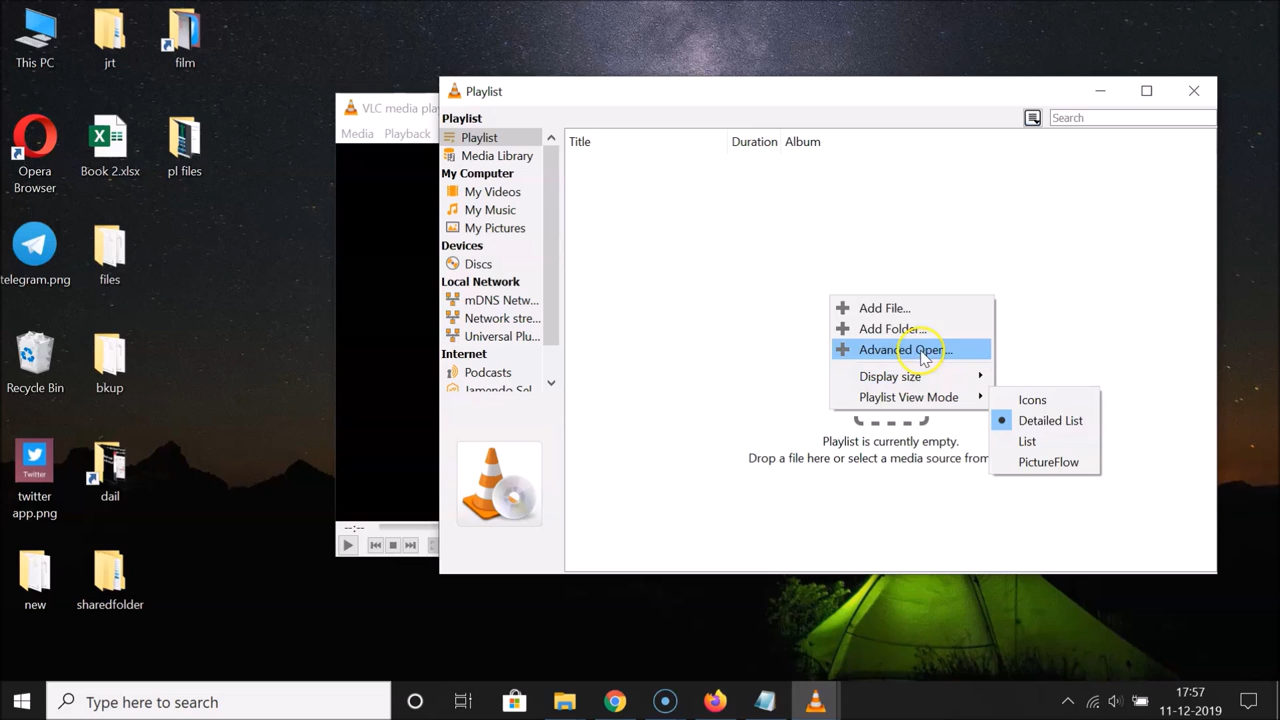 This PC
jrt
film
Opera
Browser
Book 2.xlsx
pl files
telegram.png
files
Recycle Bin
bkup
Twitter
twitter
app.png
dail
new
sharedfolder
VLC media pla
Media
Playback
--:--
Playlist
Playlist
Search
Playlist
Media Library
My Computer
My Videos
My Music
My Pictures
Devices
Discs
Local Network
mDNS Netw...
Network stre...
Universal Plu...
Internet
Podcasts
Jamendo Sel
Title
Duration
Album
Add File...
Add Folder...
Advanced Open...
Display size
Playlist View Mode
Icons
Detailed List
List
PictureFlow
Playlist is currently empty.
Drop a file here or select a media source from
Type here to search
17:57
11-12-2019